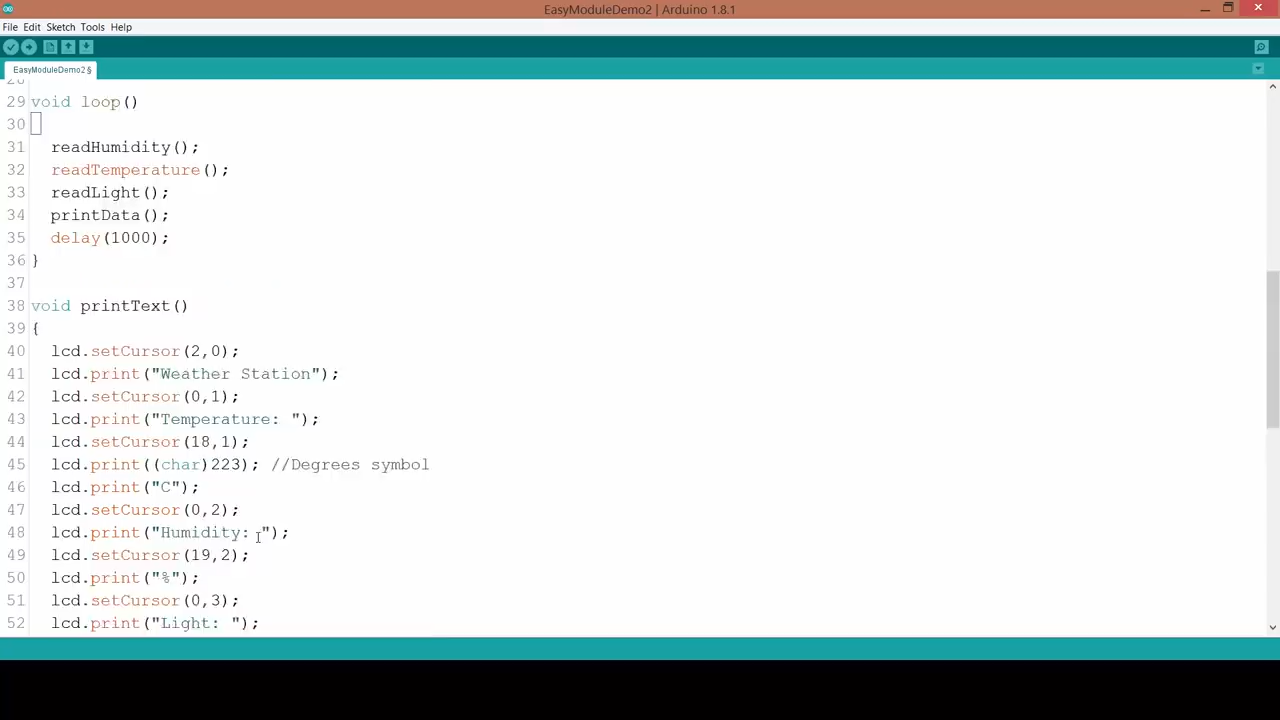 EasyModuleDemo2 | Arduino 1.8.1
File Edit Sketch Tools Help
EasyModuleDemo2 §
28
29 void loop()
30
31 readHumidity();
32 readTemperature();
33 readLight();
34 printData();
35 delay(1000);
36 }
37
38 void printText()
39 {
40 lcd.setCursor(2,0);
41 lcd.print("Weather Station");
42 lcd.setCursor(0,1);
43 lcd.print("Temperature: ");
44 lcd.setCursor(18,1);
45 lcd.print((char)223); //Degrees symbol
46 lcd.print("C");
47 lcd.setCursor(0,2);
48 lcd.print("Humidity: ");
49 lcd.setCursor(19,2);
50 lcd.print("%");
51 lcd.setCursor(0,3);
52 lcd.print("Light: ");